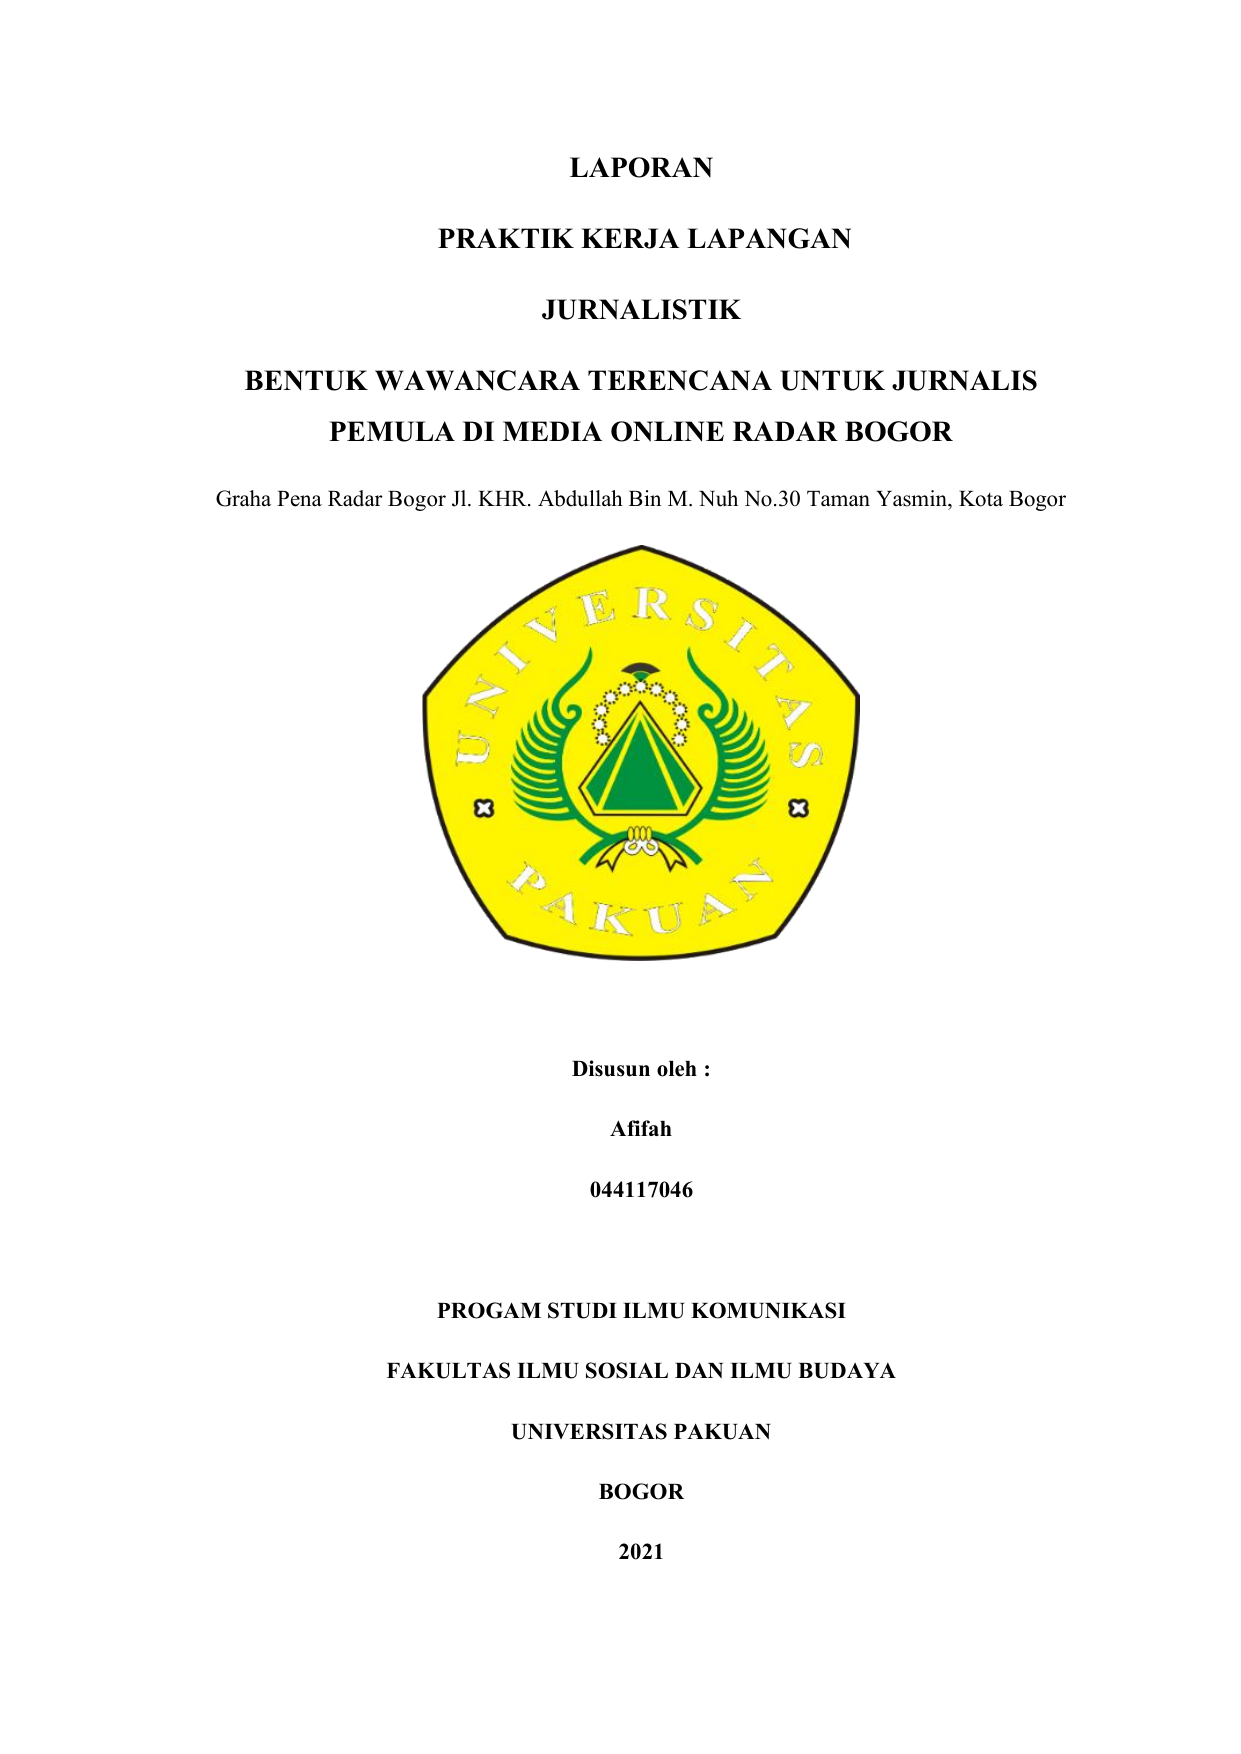 LAPORAN
PRAKTIK KERJA LAPANGAN
JURNALISTIK
BENTUK WAWANCARA TERENCANA UNTUK JURNALIS
PEMULA DI MEDIA ONLINE RADAR BOGOR
Graha Pena Radar Bogor Jl. KHR. Abdullah Bin M. Nuh No.30 Taman Yasmin, Kota Bogor
UNIVERSITAS
PAKUAN
Disusun oleh :
Afifah
044117046
PROGAM STUDI ILMU KOMUNIKASI
FAKULTAS ILMU SOSIAL DAN ILMU BUDAYA
UNIVERSITAS PAKUAN
BOGOR
2021